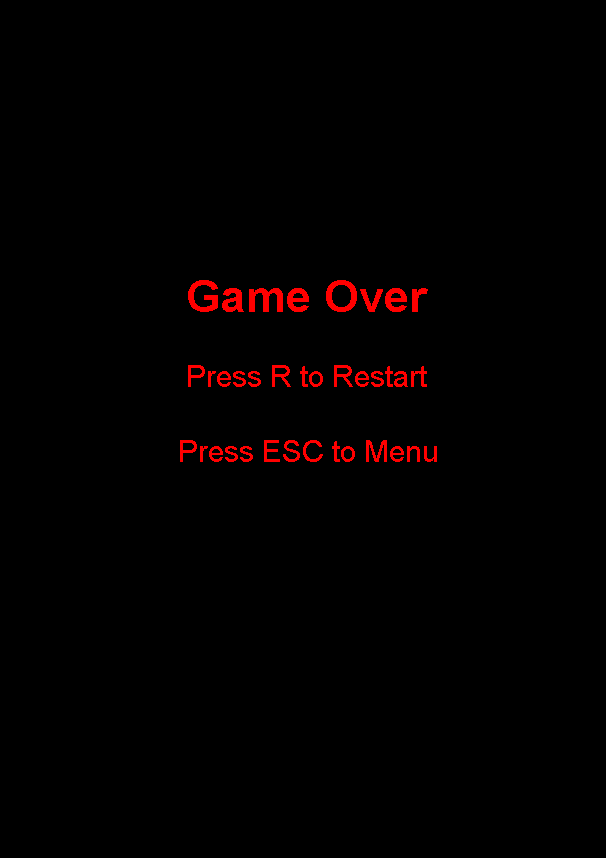 Game Over
Press R to Restart
Press ESC to Menu